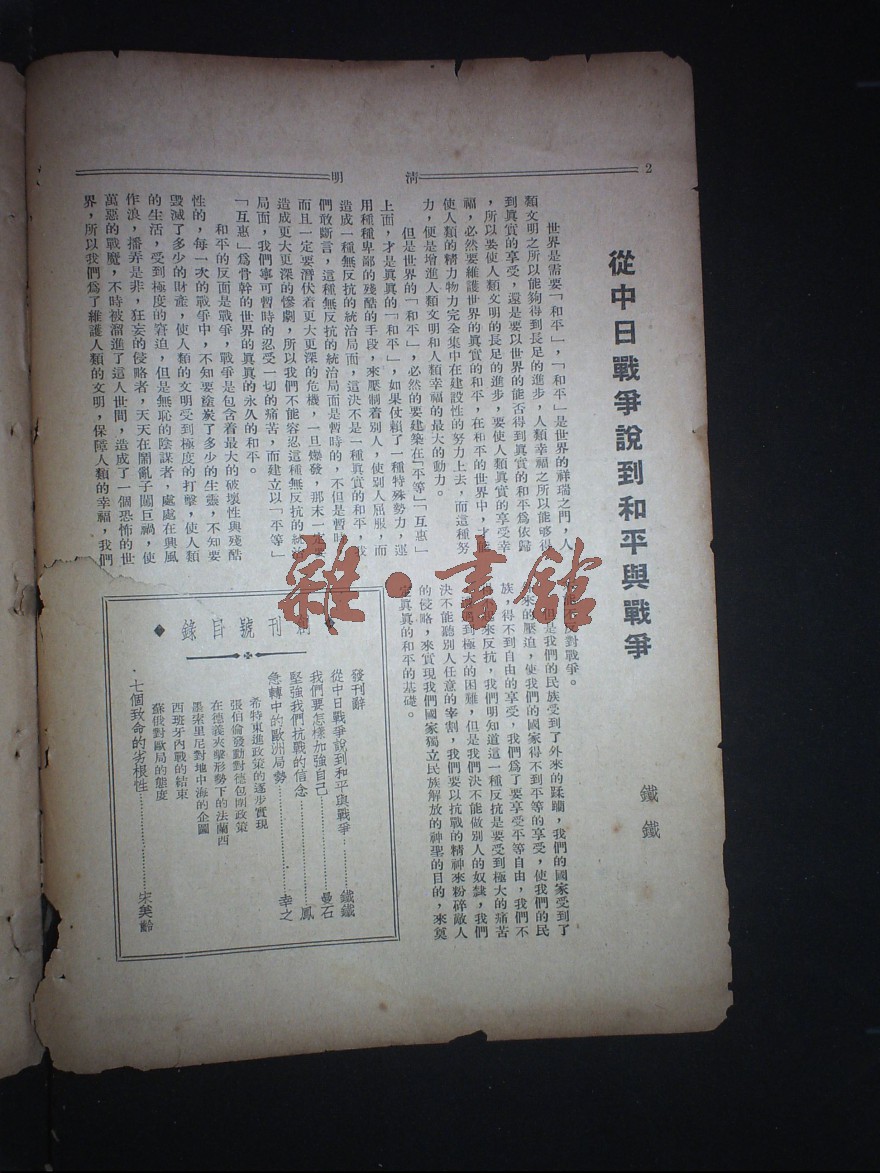 2
清明
從中日戰爭說到和平與戰爭
鐵鐵
世界是需要「和平」，「和平」是世界的祥瑞之門，人
類文明之所以能夠得到長足的進步，人類幸福之所以能够得
到真實的享受，還是要以世界的能否得到眞實的和平爲依歸
，所以要使人類文明的長足的進步，要使人類真實的享受幸
福，必然要維護世界的真實的和平，在和平的世界中，才能
使人類的精力物力完全集中在建設性的努力上去，而這種努
力，便是增進人類文明和人類幸福的最大的動力。
但是世界的「和平」，必然的要建築在「平等」「互惠」
上面，才是真真的「和平」，如果仗賴了一種特殊勢力，運
用種種卑鄙的殘酷的手段，來壓制着別人，使別人屈服，而
造成一種無反抗的統治局面，這决不是一種真實的和平，我
們敢斷言，這種無反抗的統治局面是暫時的，不但是暫時
而且一定要潛伏着更大更深的危機，一旦爆發，那末一定要
造成更大更深的慘劇，所以我們不能容忍這種無反抗的統治
局面，我們寧可暫時的忍受一切的痛苦，而建立以「平等」
「互惠」爲骨幹的世界的真真的永久的和平。
和平的反面是戰爭，戰爭是包含着最大的破壞性與殘酷
性的，每一次的戰爭中，不知要塗炭了多少的生靈，不知要
毀滅了多少的財產，使人類的文明受到極度的打擊，使人類
的生活，受到極度的窘迫，但是無恥的陰謀者，處處在興風
作浪，播弄是非，狂妄的侵略者，天天在鬧亂子闖巨禍，使
萬惡的戰魔，不時被溜進了這人世間，造成了一個恐怖的世
界，所以我們爲了維護人類的文明，保障人類的幸福，我們
對戰爭。
但是我們的民族受到了外來的蹂躪，我們的國家受到了
外來的壓迫，使我們的國家得不到平等的享受，使我們的民
族，得不到自由的享受，我們爲了要享受平等自由，我們不
來反抗，我們明知道這一種反抗是要受到極大的痛苦
到極大的困難，但是我們決不能做別人的奴隸，我們
決不能聽別人任意的宰割，我們要以抗戰的精神來粉碎敵人
的侵略，來實現我們國家獨立民族解放的神聖的目的，來奠
定真真的和平的基礎。
◆創刊號目錄◆
發刊辭
從中日戰爭說到和平與戰爭……鐵鐵
我們要怎樣加強自己……曼石
堅強我們抗戰的信念……鳳
急轉中的歐洲局勢……幸之
希特東進政策的逐步實現
張伯倫發動對德包圍政策
在德義夾擊形勢下的法蘭西
墨索里尼對地中海的企圖
西班牙內戰的結束
蘇俄對歐局的態度
七個致命的劣根性……宋美齡
雜·書館